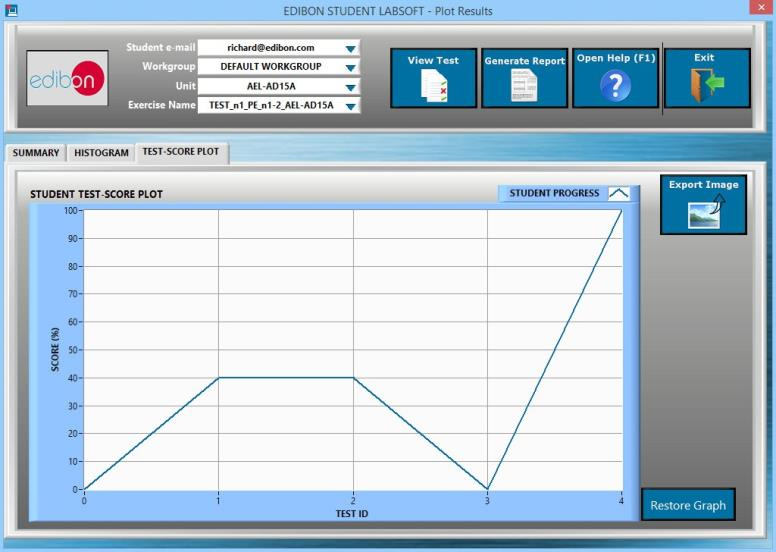 EDIBON STUDENT LABSOFT - Plot Results
edibon
Student e-mail richard@edibon.com
Workgroup DEFAULT WORKGROUP
Unit AEL-AD15A
Exercise Name TEST_n1_PE_n1-2_AEL-AD15A
View Test
Generate Report
Open Help (F1)
Exit
SUMMARY HISTOGRAM TEST-SCORE PLOT
STUDENT TEST-SCORE PLOT
STUDENT PROGRESS
Export Image
100
90
80
70
60
50
40
30
20
10
0
SCORE (%)
0 1 2 3 4
TEST ID
Restore Graph